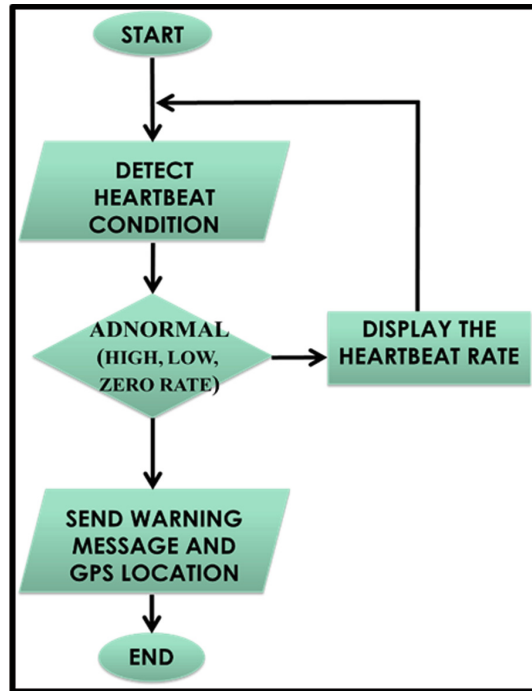 START
DETECT
HEARTBEAT
CONDITION
ADNORMAL
(HIGH, LOW,
ZERO RATE)
DISPLAY THE
HEARTBEAT RATE
SEND WARNING
MESSAGE AND
GPS LOCATION
END